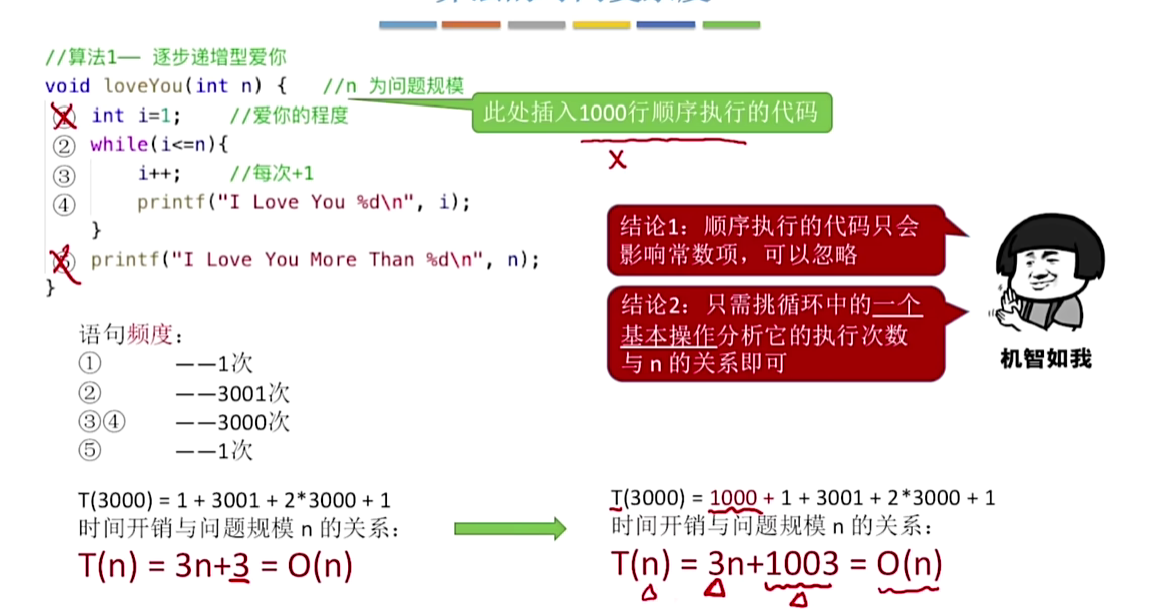 //算法1—— 逐步递增型爱你
void loveYou(int n) {   //n 为问题规模
① int i=1;    //爱你的程度
② while(i<=n){
③ i++;    //每次+1
④ printf("I Love You %d\n", i);
}
⑤ printf("I Love You More Than %d\n", n);
}
此处插入1000行顺序执行的代码
x
结论1：顺序执行的代码只会
影响常数项，可以忽略
结论2：只需挑循环中的一个
基本操作分析它的执行次数
与 n 的关系即可
机智如我
语句频度：
① ——1次
② ——3001次
③④ ——3000次
⑤ ——1次
T(3000) = 1 + 3001 + 2*3000 + 1
时间开销与问题规模 n 的关系：
T(n) = 3n+3 = O(n)
T(3000) = 1000 + 1 + 3001 + 2*3000 + 1
时间开销与问题规模 n 的关系：
T(n) = 3n+1003 = O(n)